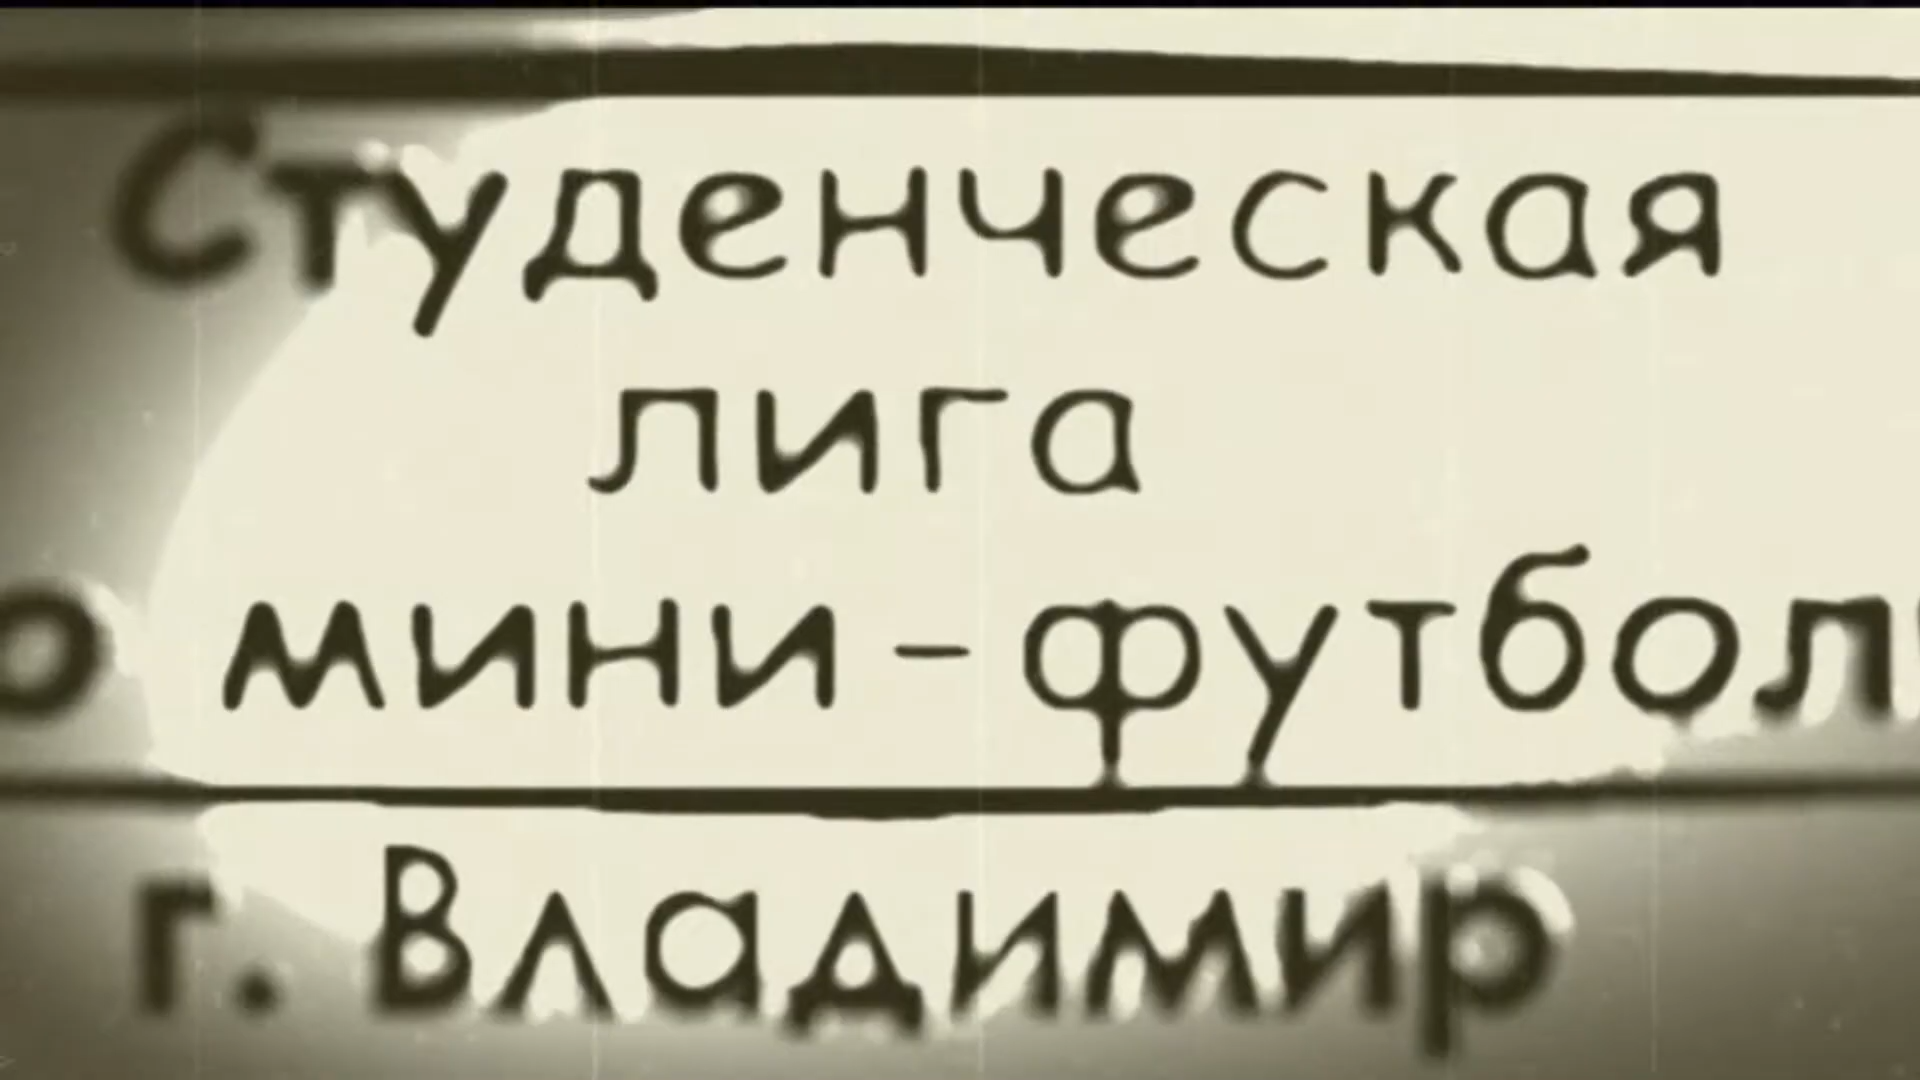 Студенческая
лига
о мини-футбол
г. Владимир